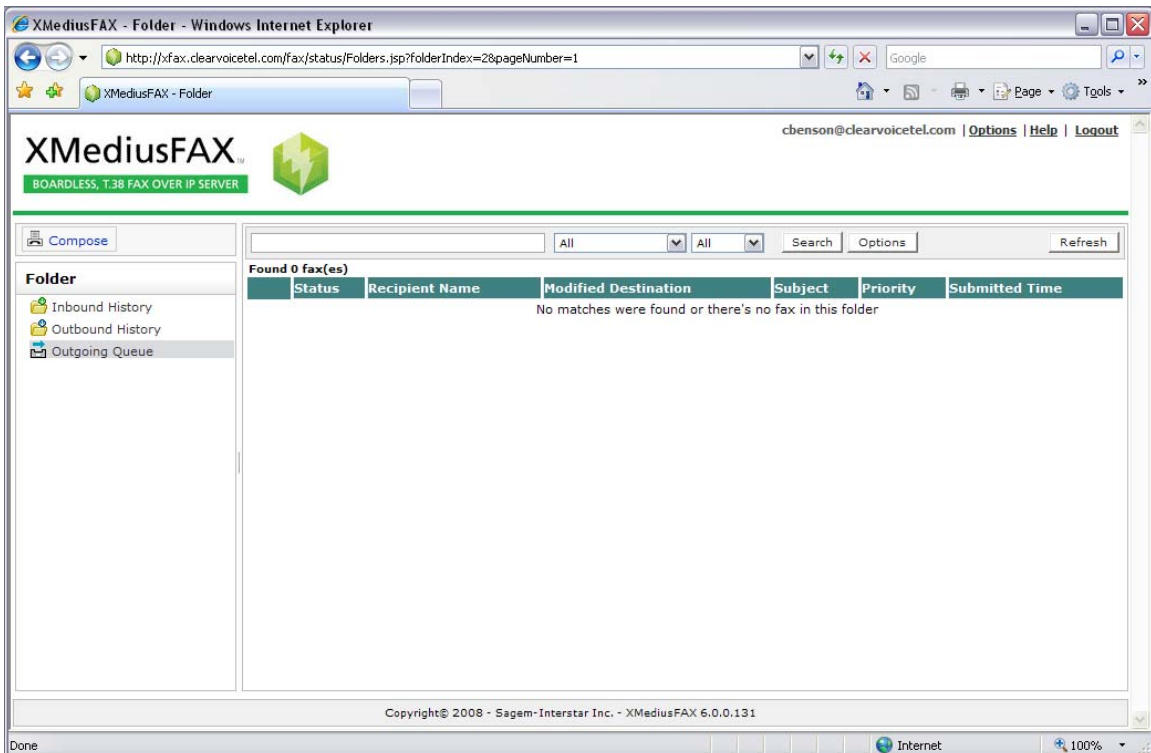 XMediusFAX - Folder - Windows Internet Explorer
http://xfax.clearvoicetel.com/fax/status/Folders.jsp?folderIndex=2&pageNumber=1
Google
XMediusFAX - Folder
Page
Tools
»
cbenson@clearvoicetel.com | Options | Help | Logout
XMediusFAX™
BOARDLESS, T.38 FAX OVER IP SERVER
Compose
All
All
Search
Options
Refresh
Folder
Inbound History
Outbound History
Outgoing Queue
Found 0 fax(es)
Status Recipient Name Modified Destination Subject Priority Submitted Time
No matches were found or there's no fax in this folder
Copyright© 2008 - Sagem-Interstar Inc. - XMediusFAX 6.0.0.131
Done
Internet
100%